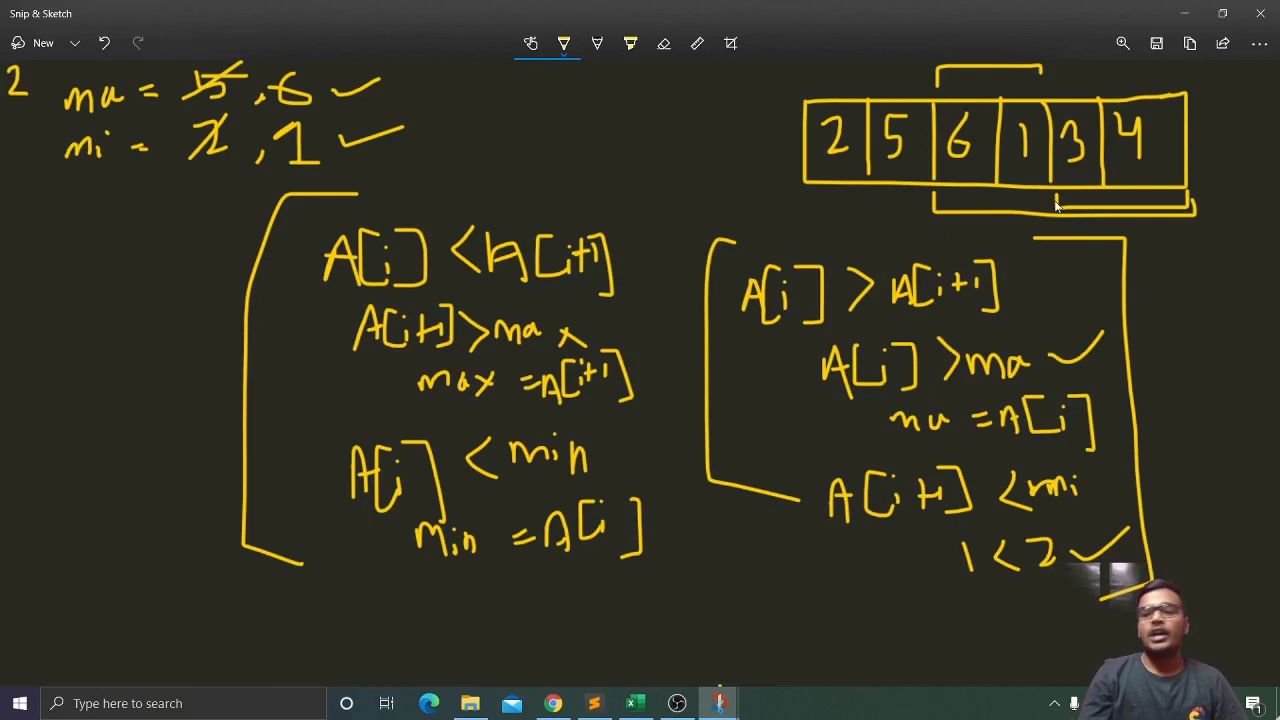 Snip & Sketch
New
2
ma = 5, 6
mi = 2, 1
2 5 6 1 3 4
A[i] < A[i+1]
A[i+1] > max
max = A[i+1]
A[i] < min
min = A[i]
A[i] > A[i+1]
A[i] > ma
ma = A[i]
A[i+1] < mi
1 < 2
Type here to search